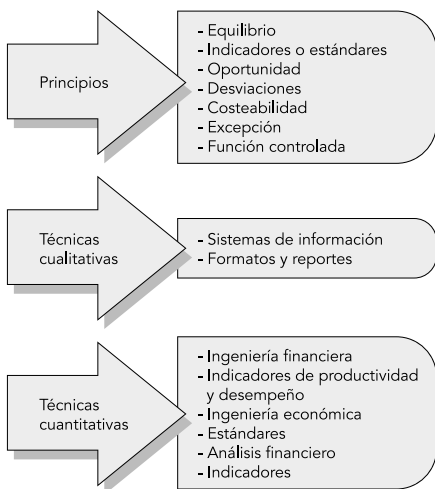 Principios
- Equilibrio
- Indicadores o estándares
- Oportunidad
- Desviaciones
- Costeabilidad
- Excepción
- Función controlada
Técnicas
cualitativas
- Sistemas de información
- Formatos y reportes
Técnicas
cuantitativas
- Ingeniería financiera
- Indicadores de productividad
y desempeño
- Ingeniería económica
- Estándares
- Análisis financiero
- Indicadores